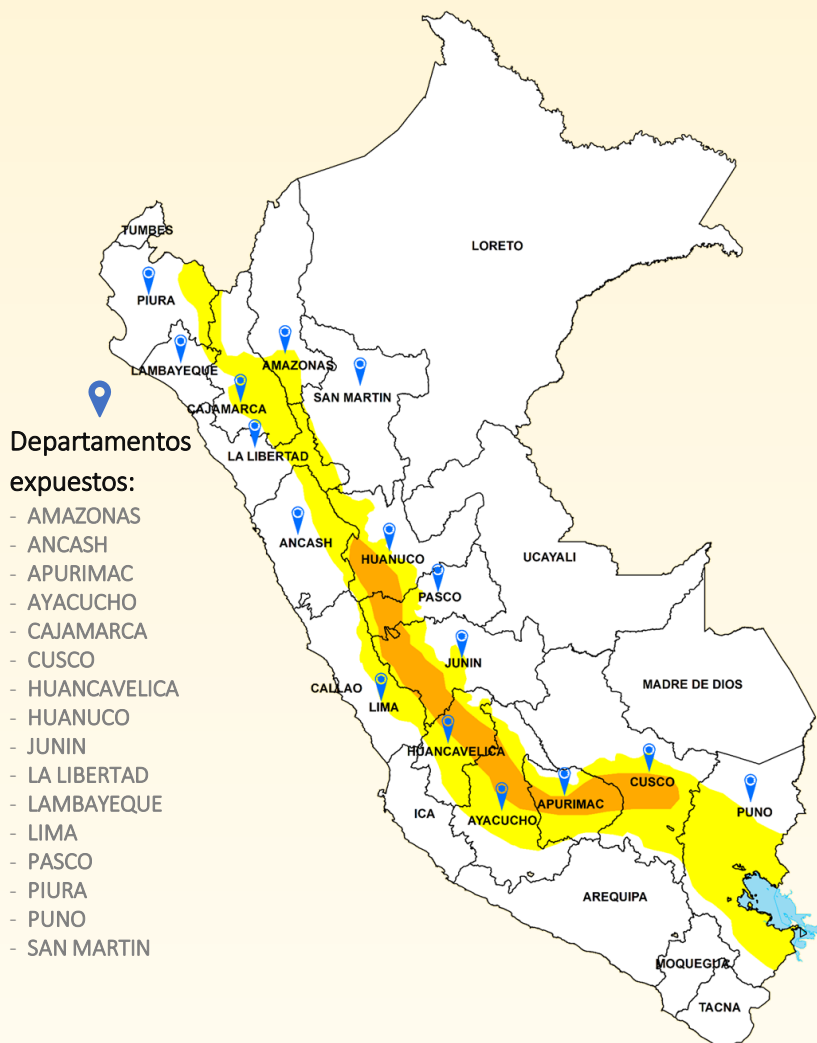 TUMBES
LORETO
PIURA
LAMBAYEQUE
AMAZONAS
SAN MARTIN
CAJAMARCA
LA LIBERTAD
ANCASH
HUANUCO
UCAYALI
PASCO
JUNIN
MADRE DE DIOS
CALLAO
LIMA
HUANCAVELICA
CUSCO
APURIMAC
PUNO
ICA
AYACUCHO
AREQUIPA
MOQUEGUA
TACNA
Departamentos
expuestos:
- AMAZONAS
- ANCASH
- APURIMAC
- AYACUCHO
- CAJAMARCA
- CUSCO
- HUANCAVELICA
- HUANUCO
- JUNIN
- LA LIBERTAD
- LAMBAYEQUE
- LIMA
- PASCO
- PIURA
- PUNO
- SAN MARTIN